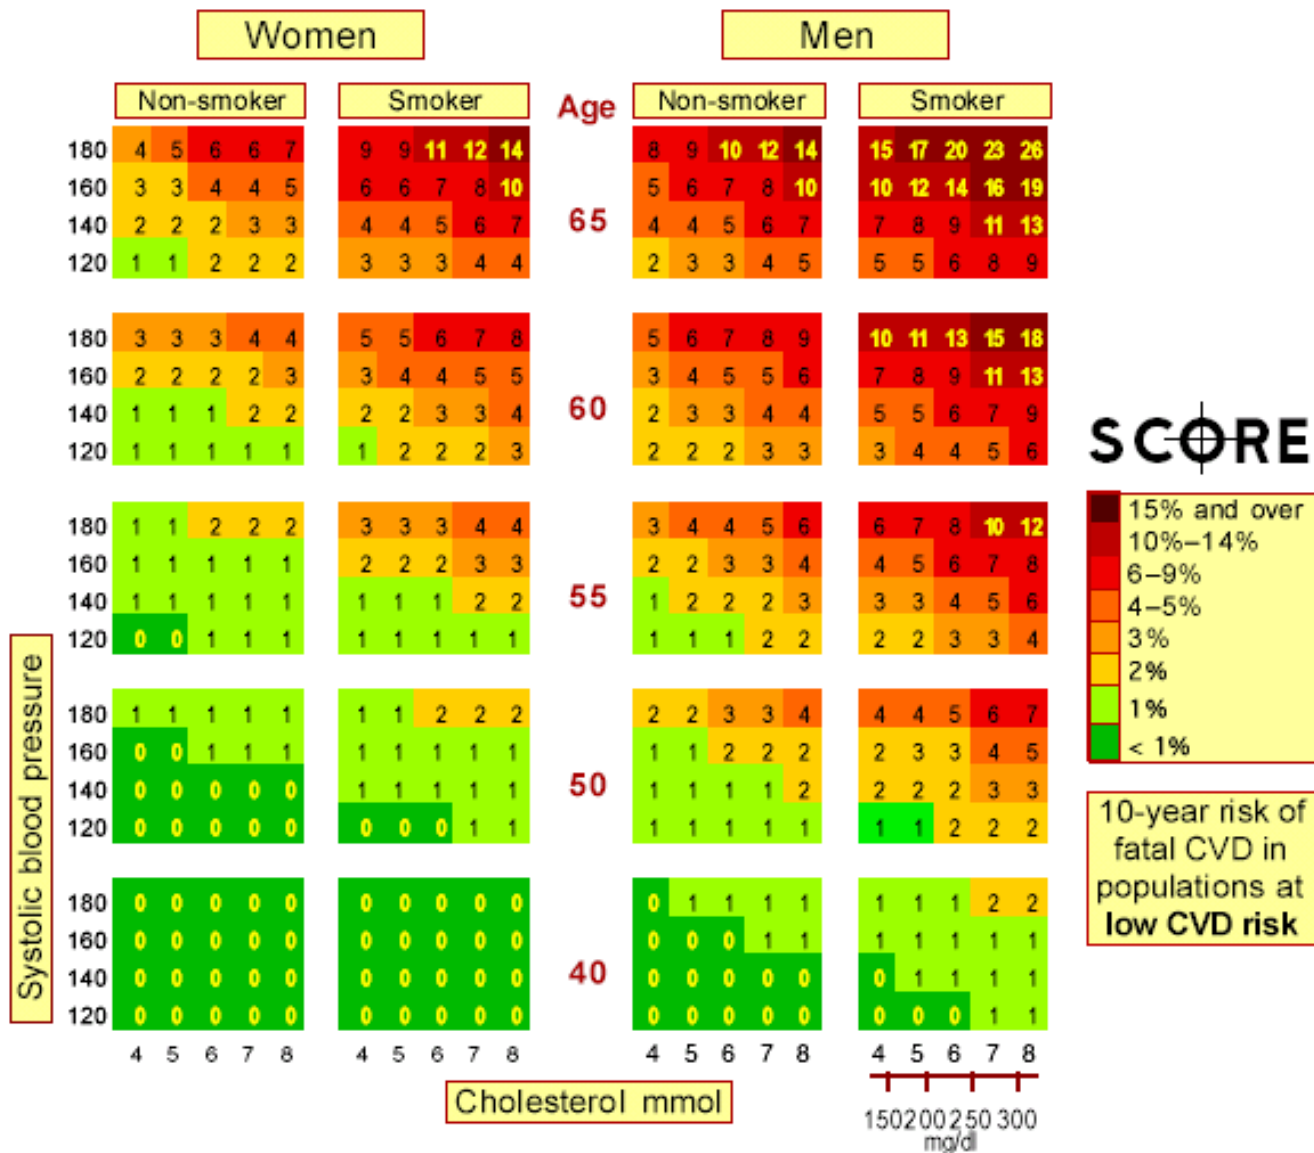 Women Men
Non-smoker Smoker Age Non-smoker Smoker
180 4 5 6 6 7 9 9 11 12 14 8 9 10 12 14 15 17 20 23 26
160 3 3 4 4 5 6 6 7 8 10 5 6 7 8 10 10 12 14 16 19
65
140 2 2 2 3 3 4 4 5 6 7 4 4 5 6 7 7 8 9 11 13
120 1 1 2 2 2 3 3 3 4 4 2 3 3 4 5 5 5 6 8 9
180 3 3 3 4 4 5 5 6 7 8 5 6 7 8 9 10 11 13 15 18
160 2 2 2 2 3 3 4 4 5 5 3 4 5 5 6 7 8 9 11 13
60
140 1 1 1 2 2 2 2 3 3 4 2 3 3 4 4 5 5 6 7 9
120 1 1 1 1 1 1 2 2 2 3 2 2 2 3 3 3 4 4 5 6
180 1 1 2 2 2 3 3 3 4 4 3 4 4 5 6 6 7 8 10 12
160 1 1 1 1 1 2 2 2 3 3 2 2 3 3 4 4 5 6 7 8
55
140 1 1 1 1 1 1 1 1 2 2 1 2 2 2 3 3 3 4 5 6
120 0 0 1 1 1 1 1 1 1 1 1 1 1 2 2 2 2 3 3 4
180 1 1 1 1 1 1 1 2 2 2 2 2 3 3 4 4 4 5 6 7
160 0 0 1 1 1 1 1 1 1 1 1 1 2 2 2 2 3 3 4 5
50
140 0 0 0 0 0 1 1 1 1 1 1 1 1 1 2 2 2 2 3 3
120 0 0 0 0 0 0 0 0 1 1 1 1 1 1 1 1 1 2 2 2
180 0 0 0 0 0 0 0 0 0 0 0 1 1 1 1 1 1 1 2 2
160 0 0 0 0 0 0 0 0 0 0 0 0 0 1 1 1 1 1 1 1
40
140 0 0 0 0 0 0 0 0 0 0 0 0 0 0 0 0 1 1 1 1
120 0 0 0 0 0 0 0 0 0 0 0 0 0 0 0 0 0 0 1 1
4 5 6 7 8 4 5 6 7 8 4 5 6 7 8 4 5 6 7 8
Systolic blood pressure
Cholesterol mmol
150 200 250 300
mg/dl
SCORE
15% and over
10%–14%
6–9%
4–5%
3%
2%
1%
< 1%
10-year risk of
fatal CVD in
populations at
low CVD risk